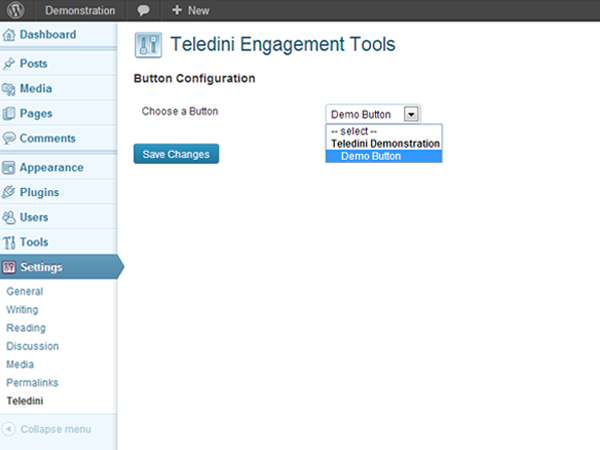 Demonstration
New
Dashboard
Posts
Media
Pages
Comments
Appearance
Plugins
Users
Tools
Settings
General
Writing
Reading
Discussion
Media
Permalinks
Teledini
Collapse menu
Teledini Engagement Tools
Button Configuration
Choose a Button
Demo Button
-- select --
Teledini Demonstration
Demo Button
Save Changes